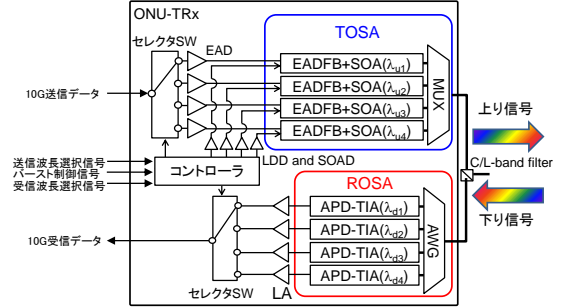 ONU-TRx
TOSA
セレクタSW
EAD
EADFB+SOA(λu1)
EADFB+SOA(λu2)
EADFB+SOA(λu3)
EADFB+SOA(λu4)
MUX
10G送信データ
上り信号
送信波長選択信号
バースト制御信号
受信波長選択信号
コントローラ
LDD and SOAD
C/L-band filter
ROSA
下り信号
APD-TIA(λd1)
APD-TIA(λd2)
APD-TIA(λd3)
APD-TIA(λd4)
AWG
10G受信データ
セレクタSW
LA